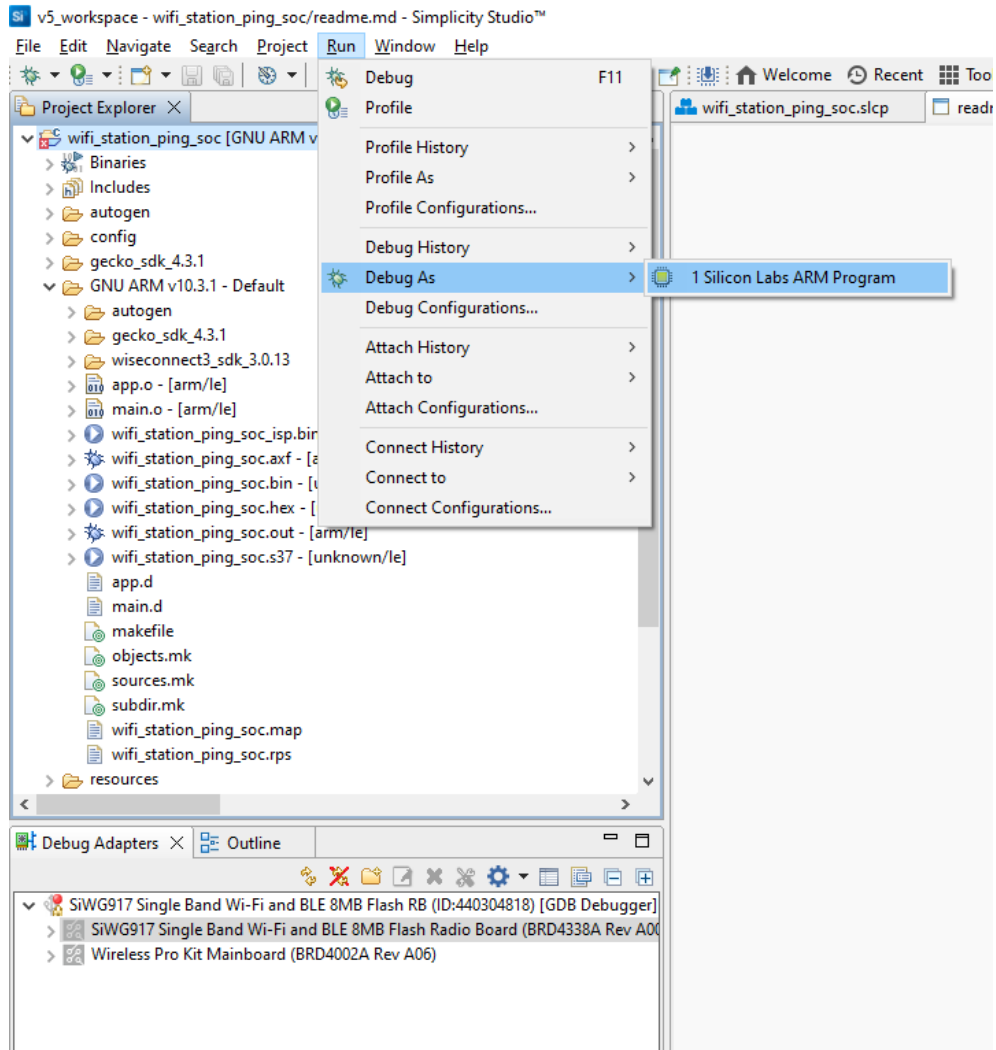 v5_workspace - wifi_station_ping_soc/readme.md - Simplicity Studio™
File Edit Navigate Search Project Run Window Help
Welcome Recent Too
Project Explorer
wifi_station_ping_soc [GNU ARM v
Binaries
Includes
autogen
config
gecko_sdk_4.3.1
GNU ARM v10.3.1 - Default
autogen
gecko_sdk_4.3.1
wiseconnect3_sdk_3.0.13
app.o - [arm/le]
main.o - [arm/le]
wifi_station_ping_soc_isp.bin
wifi_station_ping_soc.axf - [a
wifi_station_ping_soc.bin - [u
wifi_station_ping_soc.hex - [
wifi_station_ping_soc.out - [arm/le]
wifi_station_ping_soc.s37 - [unknown/le]
app.d
main.d
makefile
objects.mk
sources.mk
subdir.mk
wifi_station_ping_soc.map
wifi_station_ping_soc.rps
resources
Debug F11
Profile
Profile History
Profile As
Profile Configurations...
Debug History
Debug As
Debug Configurations...
Attach History
Attach to
Attach Configurations...
Connect History
Connect to
Connect Configurations...
1 Silicon Labs ARM Program
wifi_station_ping_soc.slcp
readr
Debug Adapters
Outline
SiWG917 Single Band Wi-Fi and BLE 8MB Flash RB (ID:440304818) [GDB Debugger]
SiWG917 Single Band Wi-Fi and BLE 8MB Flash Radio Board (BRD4338A Rev A00
Wireless Pro Kit Mainboard (BRD4002A Rev A06)